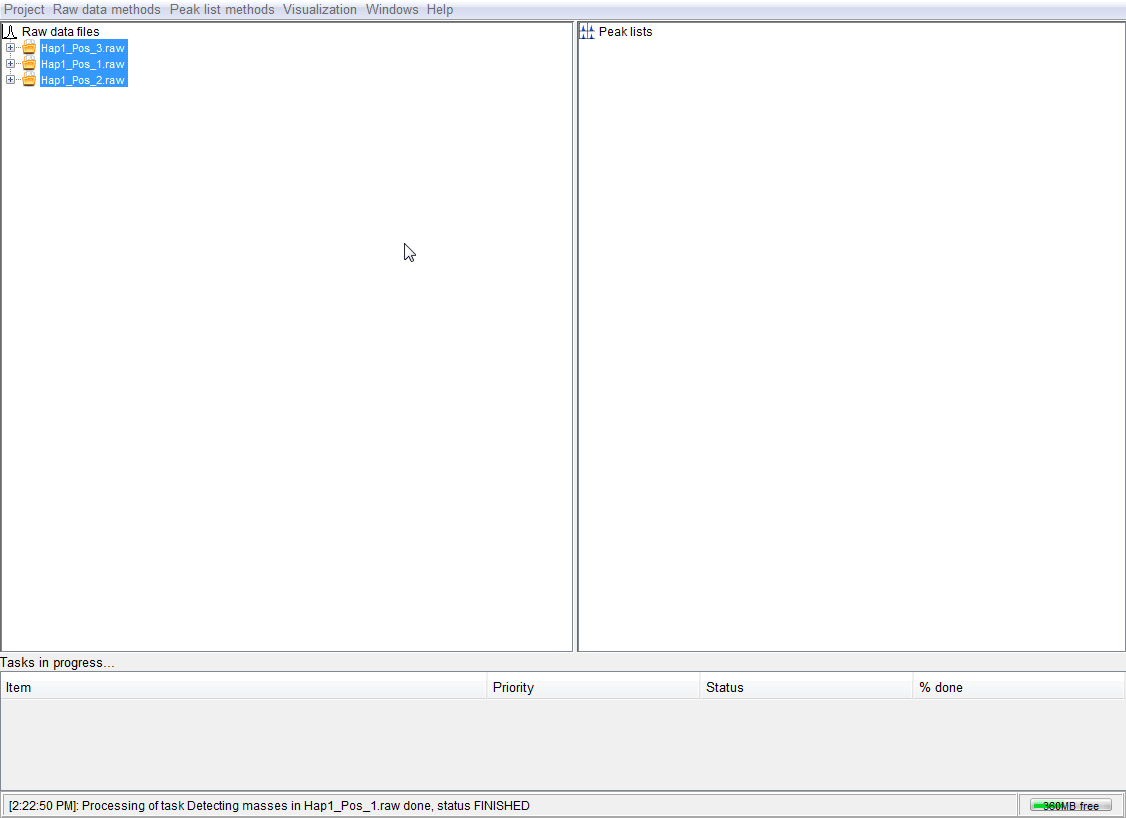 Project Raw data methods Peak list methods Visualization Windows Help
Raw data files
Hap1_Pos_3.raw
Hap1_Pos_1.raw
Hap1_Pos_2.raw
Peak lists
Tasks in progress...
Item Priority Status % done
[2:22:50 PM]: Processing of task Detecting masses in Hap1_Pos_1.raw done, status FINISHED
360MB free